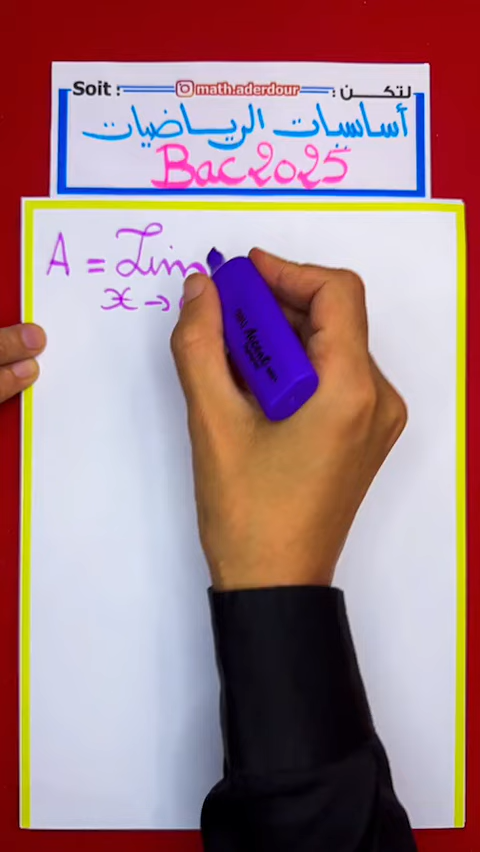 Soit : math.aderdour لتكن :
أساسيات الرياضيات
Bac2025
A = Lim
x →